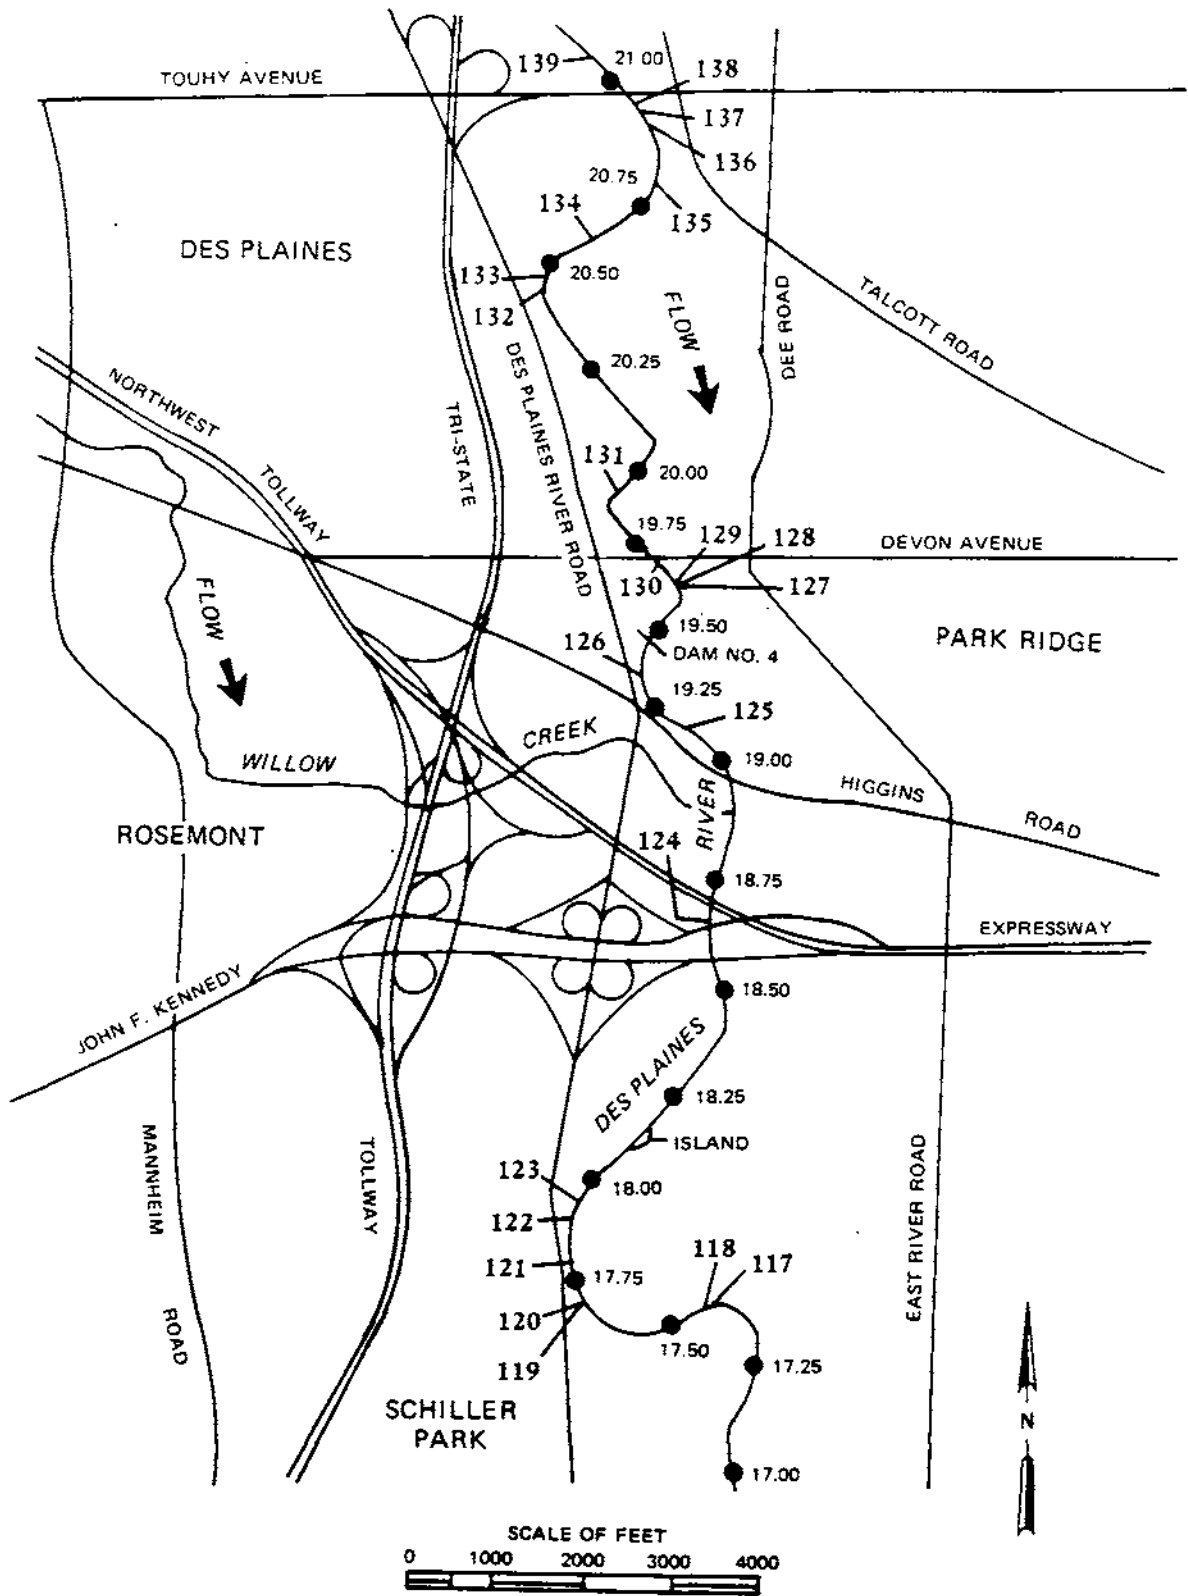 139
21.00
138
TOUHY AVENUE
137
136
20.75
134
135
DES PLAINES
133
20.50
132
FLOW
DEE ROAD
TALCOTT ROAD
20.25
DES PLAINES RIVER ROAD
NORTHWEST
TOLLWAY
TRI-STATE
131
20.00
19.75
129
128
DEVON AVENUE
130
127
FLOW
19.50
PARK RIDGE
126
DAM NO. 4
19.25
125
CREEK
WILLOW
19.00
HIGGINS
ROAD
RIVER
ROSEMONT
124
18.75
EXPRESSWAY
JOHN F. KENNEDY
18.50
DES PLAINES
18.25
ISLAND
MANNHEIM
TOLLWAY
EAST RIVER ROAD
123
18.00
122
118
117
121
17.75
120
17.50
119
17.25
ROAD
SCHILLER
PARK
N
17.00
SCALE OF FEET
0 1000 2000 3000 4000